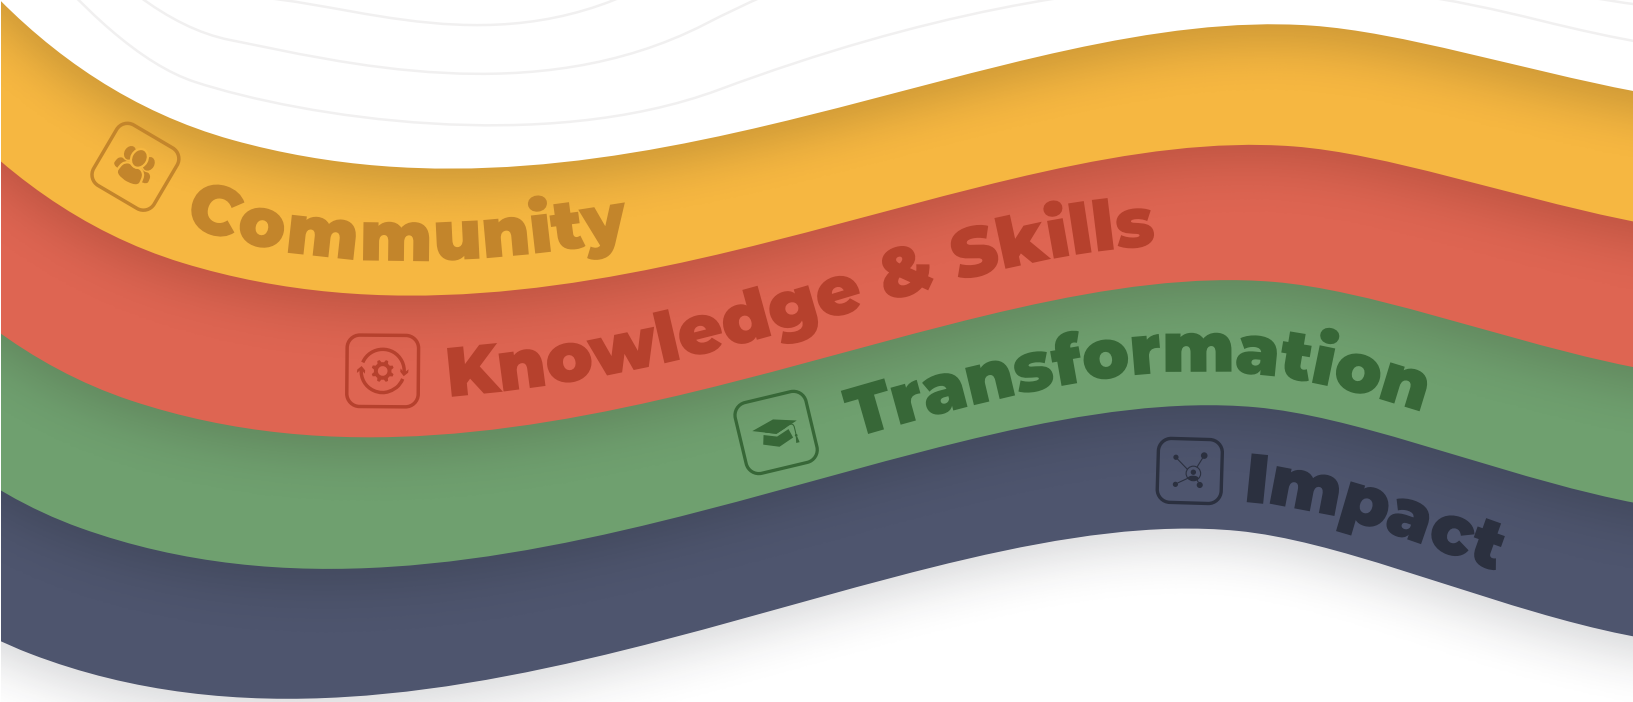 Community
Knowledge & Skills
Transformation
Impact